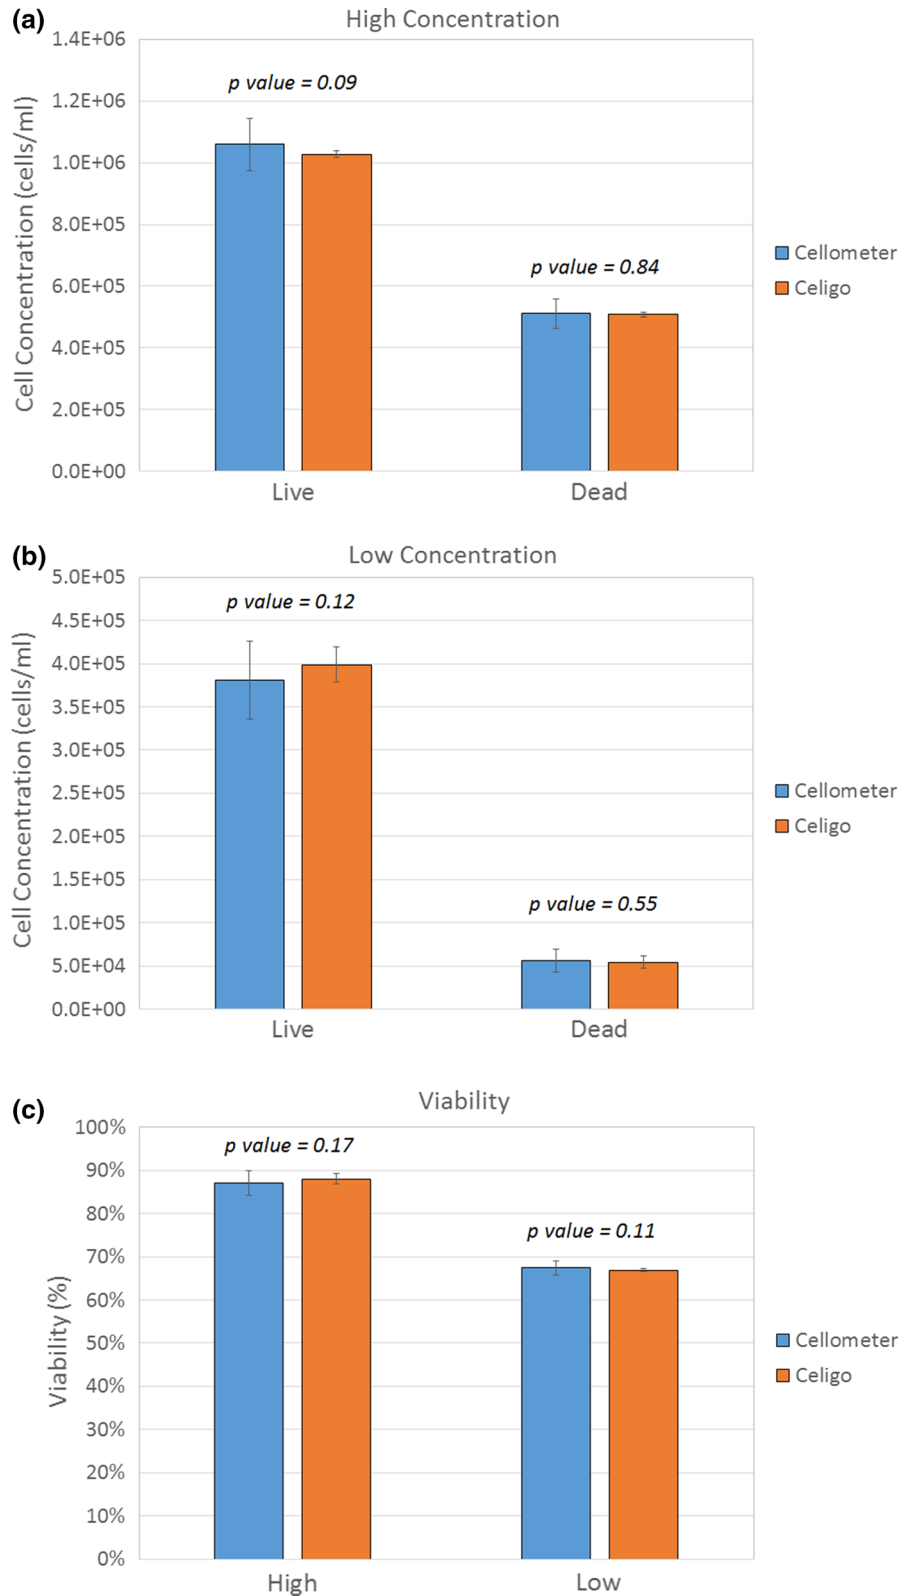 (a)
High Concentration
1.4E+06
1.2E+06
1.0E+06
8.0E+05
6.0E+05
4.0E+05
2.0E+05
0.0E+00
Cell Concentration (cells/ml)
p value = 0.09
p value = 0.84
Live
Dead
Cellometer
Celigo
(b)
Low Concentration
5.0E+05
4.5E+05
4.0E+05
3.5E+05
3.0E+05
2.5E+05
2.0E+05
1.5E+05
1.0E+05
5.0E+04
0.0E+00
Cell Concentration (cells/ml)
p value = 0.12
p value = 0.55
Live
Dead
Cellometer
Celigo
(c)
Viability
100%
90%
80%
70%
60%
50%
40%
30%
20%
10%
0%
Viability (%)
p value = 0.17
p value = 0.11
High
Low
Cellometer
Celigo